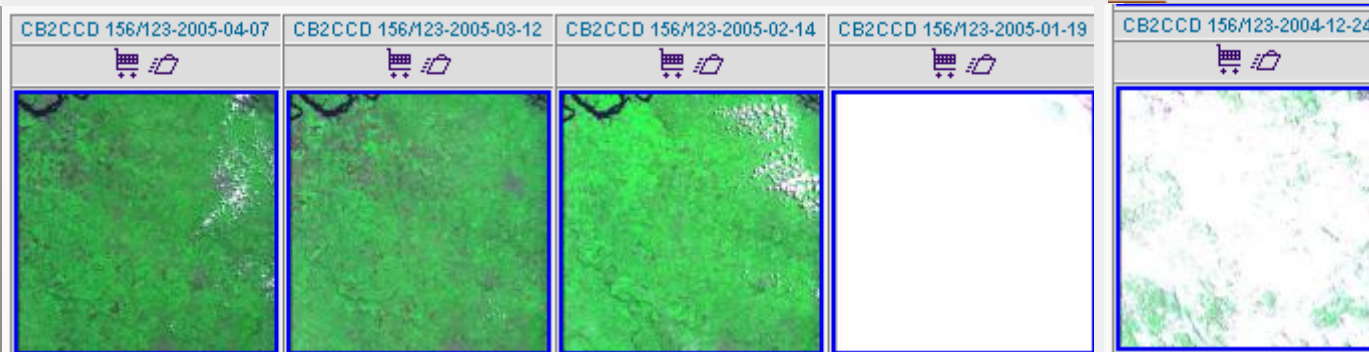 CB2CCD 156/123-2005-04-07
CB2CCD 156/123-2005-03-12
CB2CCD 156/123-2005-02-14
CB2CCD 156/123-2005-01-19
CB2CCD 156/123-2004-12-24